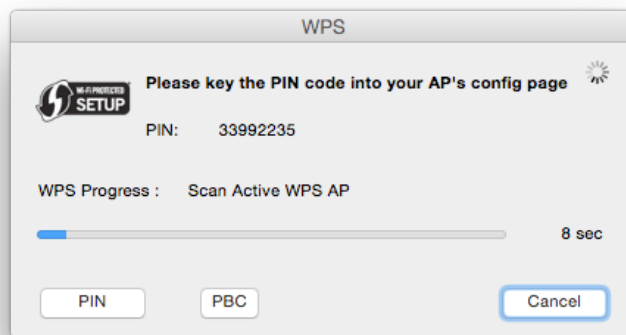 WPS
Wi-Fi PROTECTED
SETUP
Please key the PIN code into your AP's config page
PIN: 33992235
WPS Progress : Scan Active WPS AP
8 sec
PIN PBC Cancel